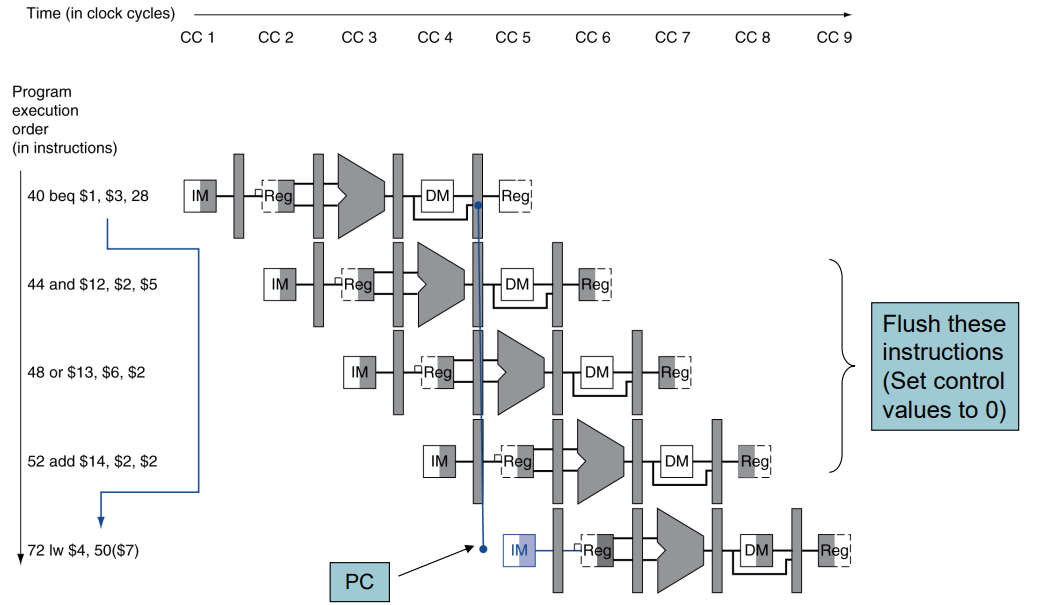 Time (in clock cycles)
CC 1 CC 2 CC 3 CC 4 CC 5 CC 6 CC 7 CC 8 CC 9
Program
execution
order
(in instructions)
40 beq $1, $3, 28
IM Reg DM Reg
44 and $12, $2, $5
IM Reg DM Reg
48 or $13, $6, $2
IM Reg DM Reg
52 add $14, $2, $2
IM Reg DM Reg
72 lw $4, 50($7)
IM Reg DM Reg
PC
Flush these
instructions
(Set control
values to 0)